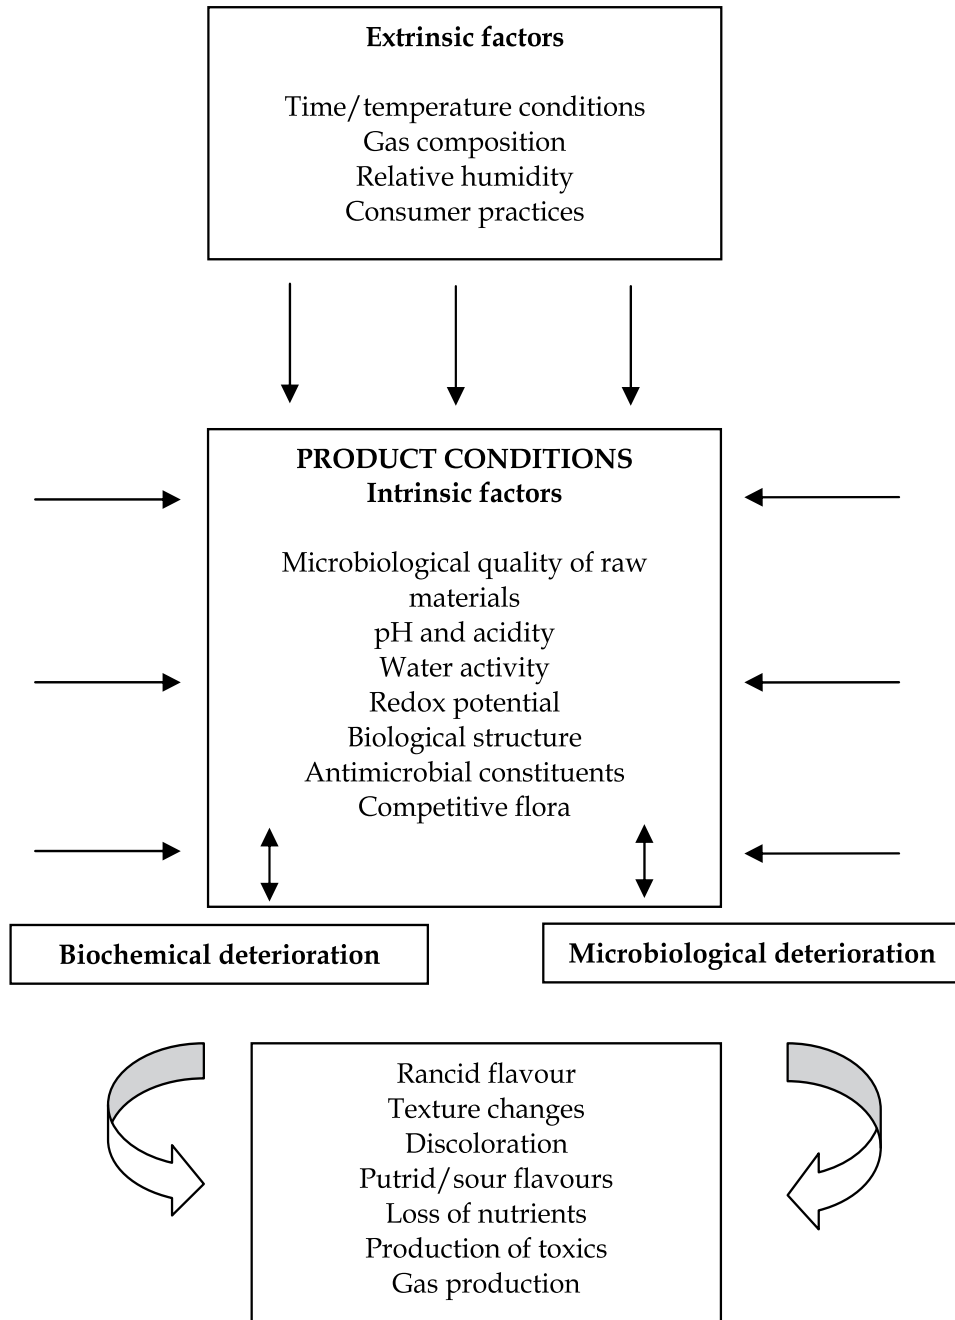 Extrinsic factors
Time/temperature conditions
Gas composition
Relative humidity
Consumer practices
PRODUCT CONDITIONS
Intrinsic factors
Microbiological quality of raw
materials
pH and acidity
Water activity
Redox potential
Biological structure
Antimicrobial constituents
Competitive flora
Biochemical deterioration
Microbiological deterioration
Rancid flavour
Texture changes
Discoloration
Putrid/sour flavours
Loss of nutrients
Production of toxics
Gas production